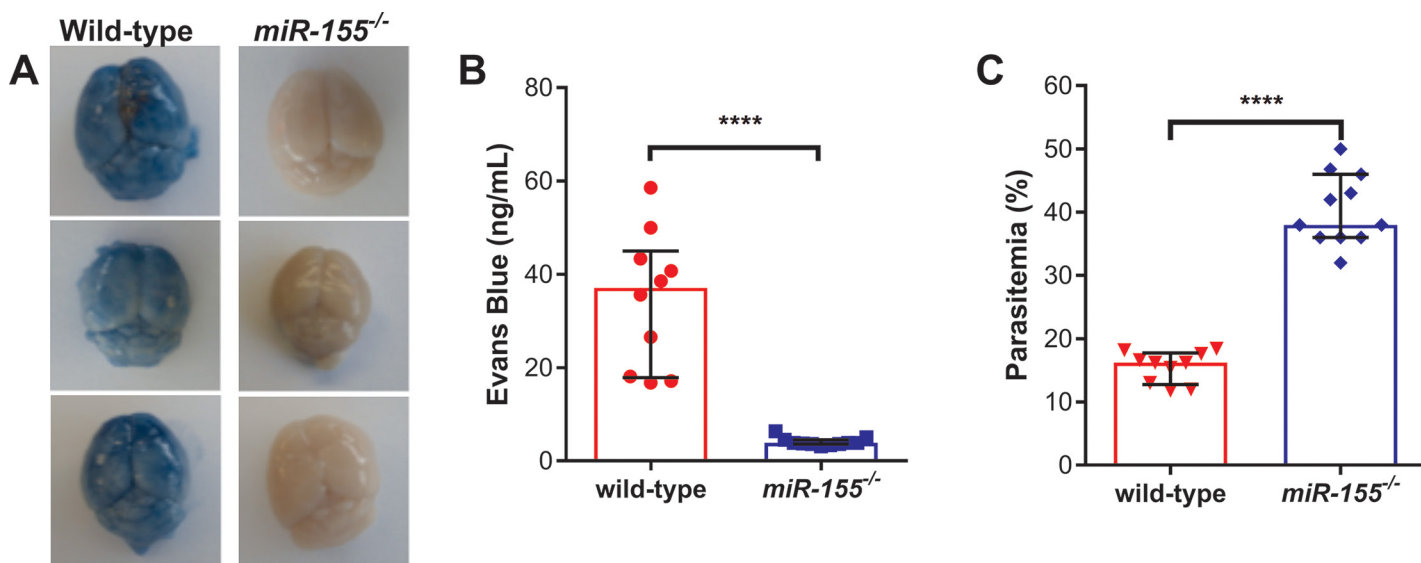 Wild-type miR-155-/-
A B C
80
60
40
20
0
Evans Blue (ng/mL)
****
wild-type miR-155-/-
60
50
40
30
20
10
0
Parasitemia (%)
****
wild-type miR-155-/-